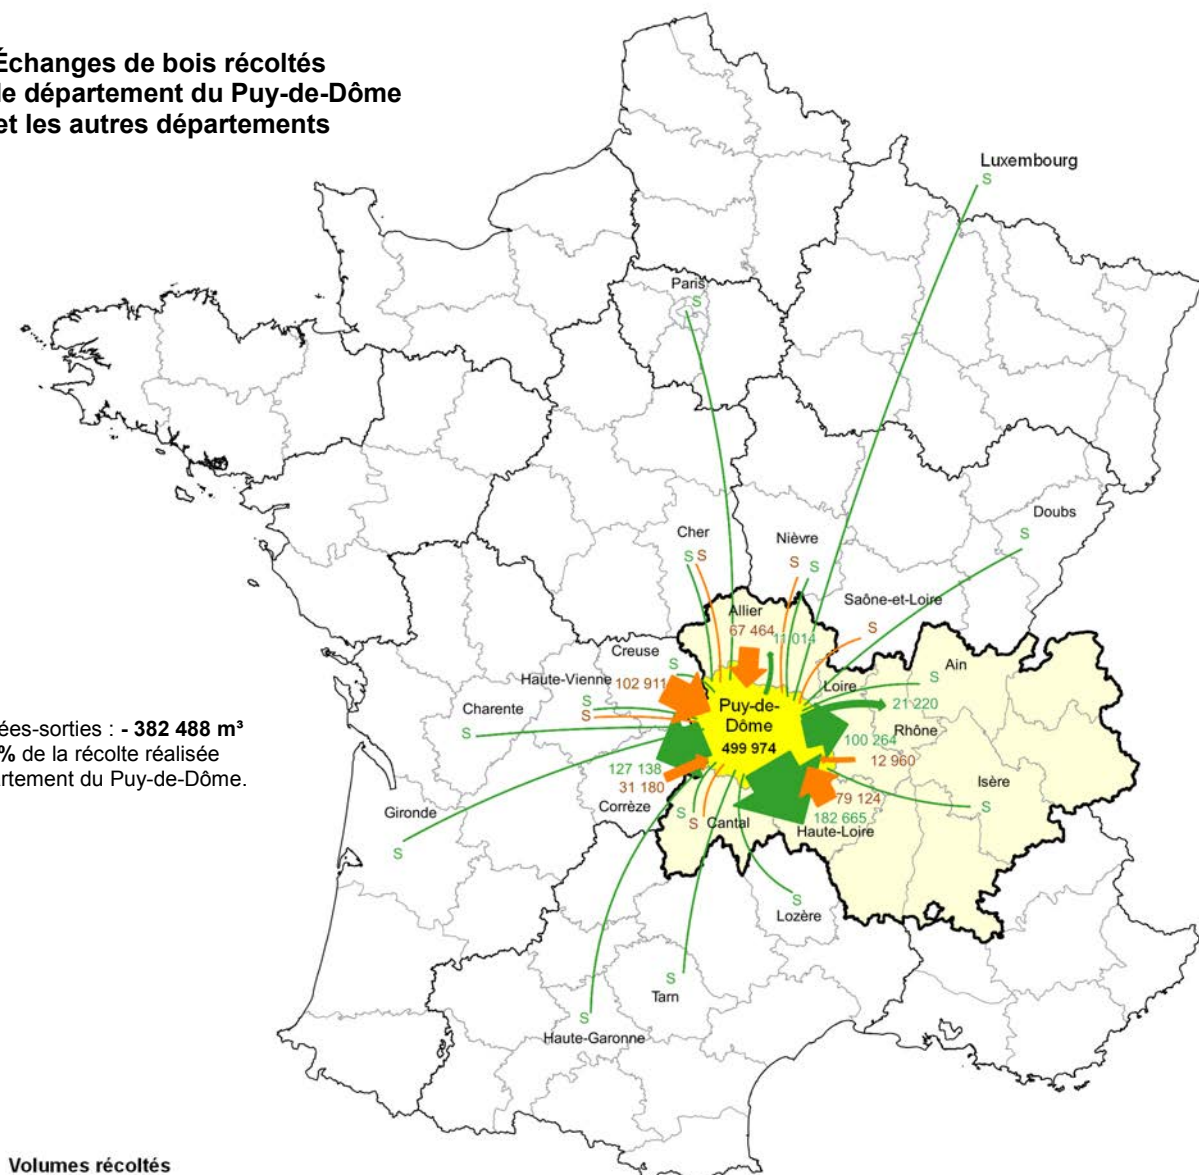 Échanges de bois récoltés
le département du Puy-de-Dôme
et les autres départements
Luxembourg
S
Paris
S
Doubs
S
Cher
S S
Nièvre
S S
Saône-et-Loire
S
Allier
67 464
11 014
Creuse
S
Ain
S
Haute-Vienne
102 911
S
S
Loire
21 220
Charente
S
Puy-de-
Dôme
499 974
Rhône
100 264
ées-sorties : - 382 488 m³
% de la récolte réalisée
artement du Puy-de-Dôme.
12 960
127 138
31 180
Isère
S
79 124
Gironde
S
Corrèze
S
S
Cantal
182 665
Haute-Loire
S
Lozère
S
Tarn
S
Haute-Garonne
Volumes récoltés